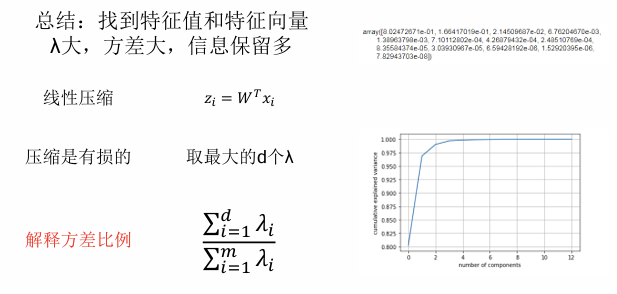 总结：找到特征值和特征向量
λ大，方差大，信息保留多
线性压缩
z_i = W^T x_i
压缩是有损的
取最大的d个λ
解释方差比例
\frac{\sum_{i=1}^{d} λ_i}{\sum_{i=1}^{m} λ_i}
array([8.02472671e-01, 1.66417019e-01, 2.14509687e-02, 6.76204670e-03,
1.38963798e-03, 7.10112802e-04, 4.26879432e-04, 2.48510769e-04,
8.35584374e-05, 3.03930967e-05, 6.59428192e-06, 1.52920395e-06,
7.82943703e-08])
cumulative explained variance
1.000
0.975
0.950
0.925
0.900
0.875
0.850
0.825
0.800
0 2 4 6 8 10 12
number of components